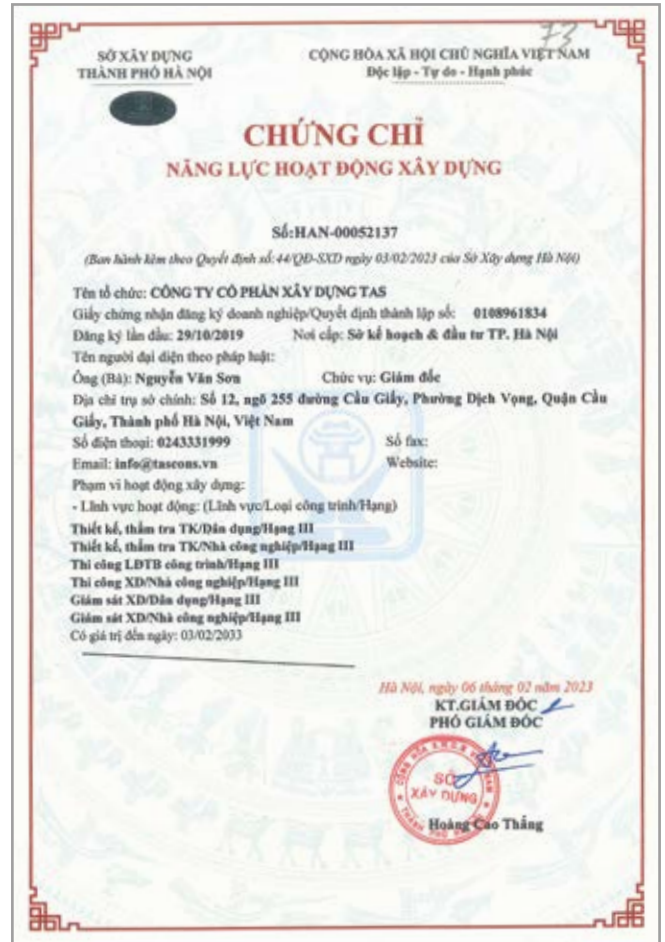 73
SỞ XÂY DỰNG
THÀNH PHỐ HÀ NỘI
CỘNG HÒA XÃ HỘI CHỦ NGHĨA VIỆT NAM
Độc lập - Tự do - Hạnh phúc
CHỨNG CHỈ
NĂNG LỰC HOẠT ĐỘNG XÂY DỰNG
Số:HAN-00052137
(Ban hành kèm theo Quyết định số:44/QĐ-SXD ngày 03/02/2023 của Sở Xây dựng Hà Nội)
Tên tổ chức: CÔNG TY CỔ PHẦN XÂY DỰNG TAS
Giấy chứng nhận đăng ký doanh nghiệp/Quyết định thành lập số: 0108961834
Đăng ký lần đầu: 29/10/2019 Nơi cấp: Sở kế hoạch & đầu tư TP. Hà Nội
Tên người đại diện theo pháp luật:
Ông (Bà): Nguyễn Văn Sơn Chức vụ: Giám đốc
Địa chỉ trụ sở chính: Số 12, ngõ 255 đường Cầu Giấy, Phường Dịch Vọng, Quận Cầu
Giấy, Thành phố Hà Nội, Việt Nam
Số điện thoại: 0243331999 Số fax:
Email: info@tascons.vn Website:
Phạm vi hoạt động xây dựng:
- Lĩnh vực hoạt động: (Lĩnh vực/Loại công trình/Hạng)
Thiết kế, thẩm tra TK/Dân dụng/Hạng III
Thiết kế, thẩm tra TK/Nhà công nghiệp/Hạng III
Thi công LĐTB công trình/Hạng III
Thi công XD/Nhà công nghiệp/Hạng III
Giám sát XD/Dân dụng/Hạng III
Giám sát XD/Nhà công nghiệp/Hạng III
Có giá trị đến ngày: 03/02/2033
Hà Nội, ngày 06 tháng 02 năm 2023
KT.GIÁM ĐỐC
PHÓ GIÁM ĐỐC
SỞ
XÂY DỰNG
Hoàng Cao Thắng